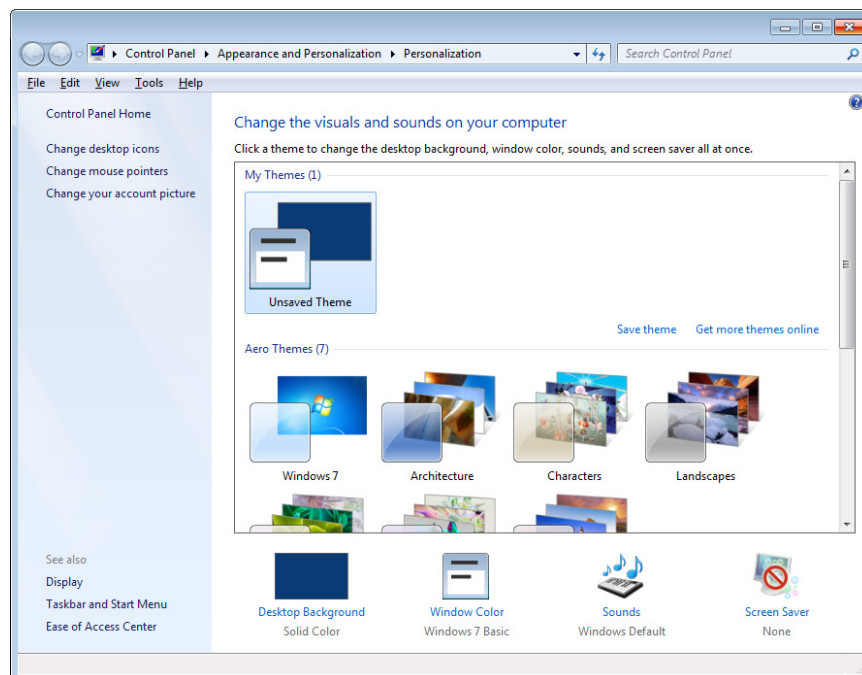 Control Panel ▸ Appearance and Personalization ▸ Personalization
Search Control Panel
File Edit View Tools Help
Control Panel Home
Change desktop icons
Change mouse pointers
Change your account picture
Change the visuals and sounds on your computer
Click a theme to change the desktop background, window color, sounds, and screen saver all at once.
My Themes (1)
Unsaved Theme
Save theme Get more themes online
Aero Themes (7)
Windows 7 Architecture Characters Landscapes
See also
Display
Taskbar and Start Menu
Ease of Access Center
Desktop Background Window Color Sounds Screen Saver
Solid Color Windows 7 Basic Windows Default None